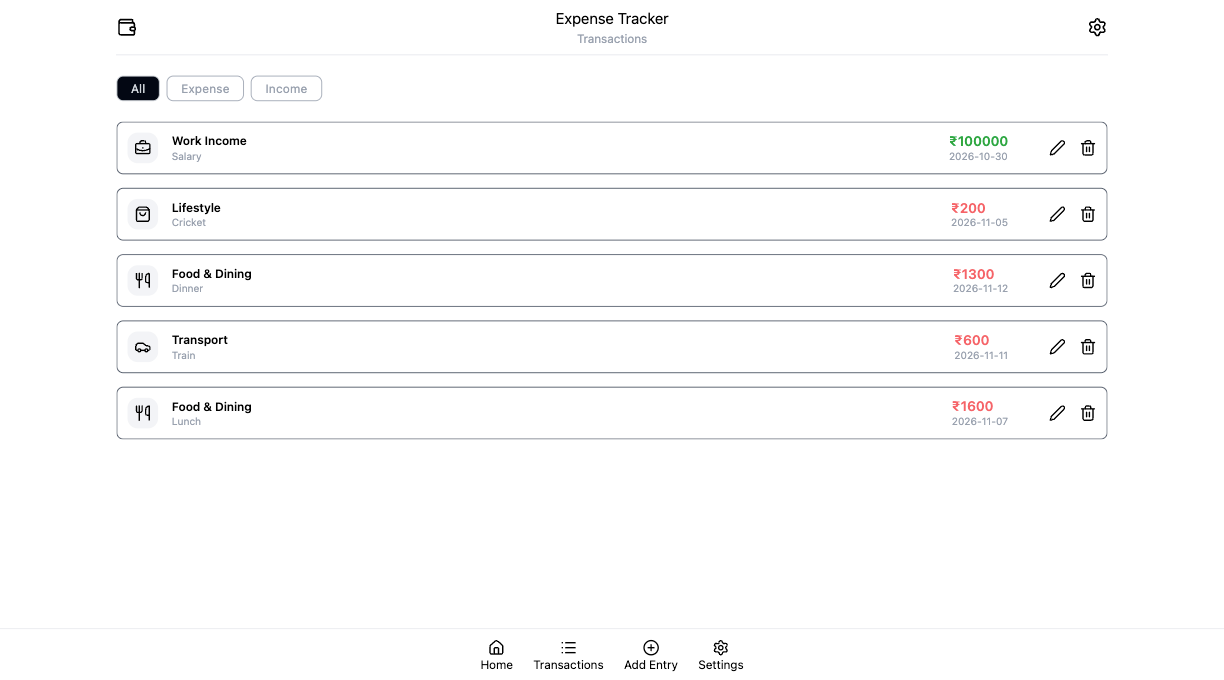 Expense Tracker
Transactions
All Expense Income
Work Income
Salary
₹100000
2026-10-30
Lifestyle
Cricket
₹200
2026-11-05
Food & Dining
Dinner
₹1300
2026-11-12
Transport
Train
₹600
2026-11-11
Food & Dining
Lunch
₹1600
2026-11-07
Home Transactions Add Entry Settings